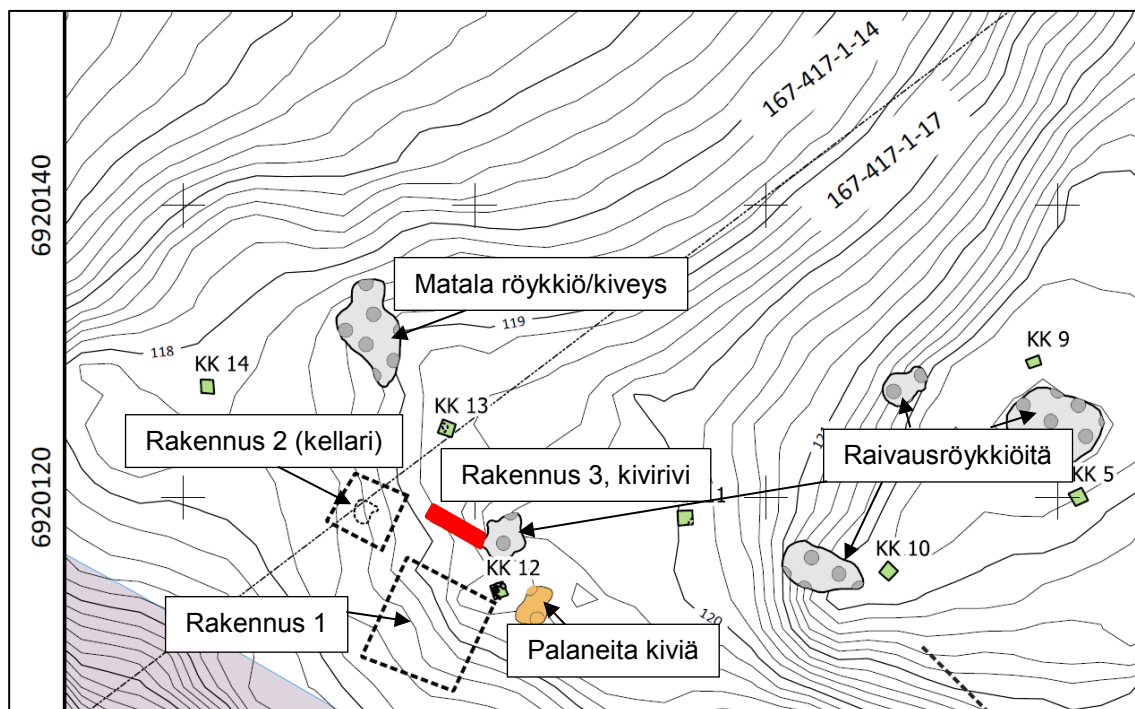 167-417-1-14
167-417-1-17
6920140
Matala röykkiö/kiveys
119
118
KK 14
KK 9
KK 13
Rakennus 2 (kellari)
Rakennus 3, kivirivi
Raivausröykkiöitä
6920120
1
KK 5
KK 10
KK 12
Rakennus 1
Palaneita kiviä
120